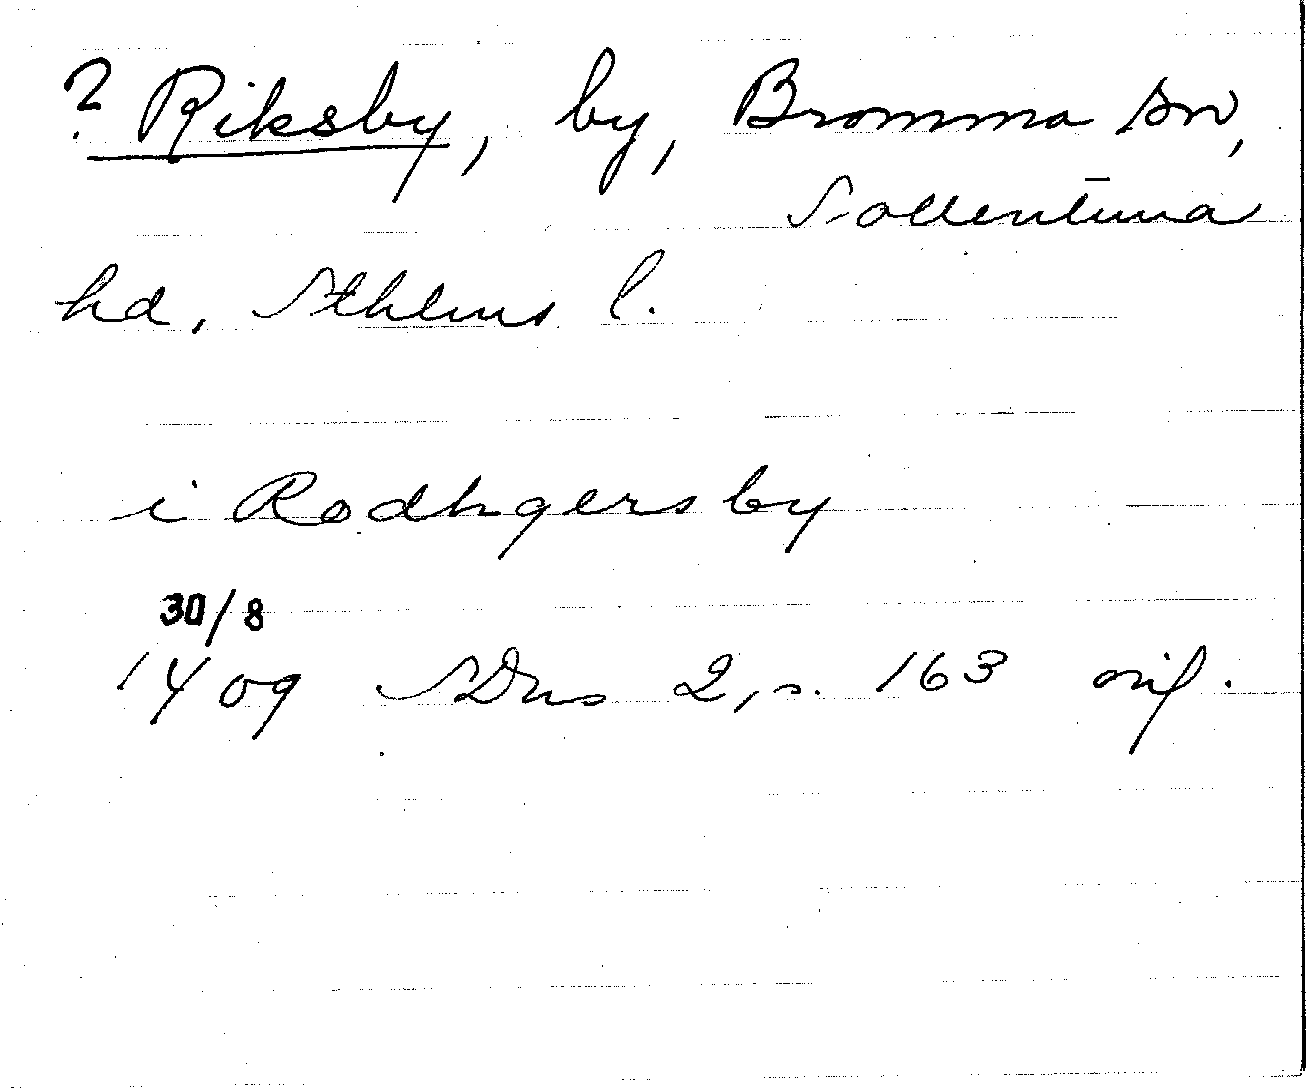 ? Riksby, by, Bromma sn,
Sollentuna
hd, Sthlms l.
i Rodhgersby
30/8
1409 SDns 2, s. 163 orig.